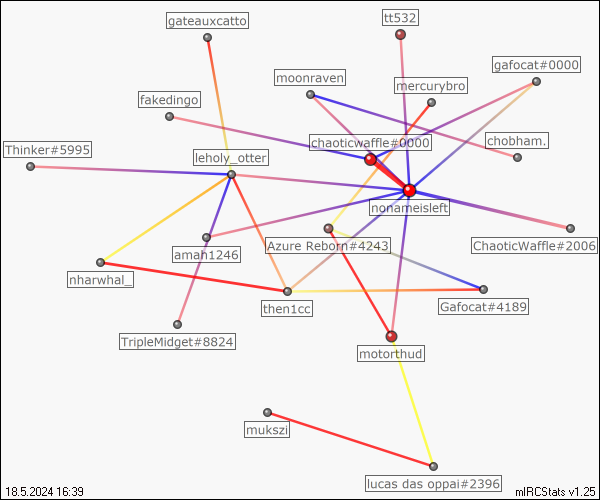 gateauxcatto
tt532
gafocat#0000
moonraven
mercurybro
fakedingo
chaoticwaffle#0000
chobham.
Thinker#5995
leholy_otter
nonameisleft
Azure Reborn#4243
ChaoticWaffle#2006
amah1246
nharwhal_
then1cc
Gafocat#4189
TripleMidget#8824
motorthud
mukszi
lucas das oppai#2396
18.5.2024 16:39
mIRCStats v1.25